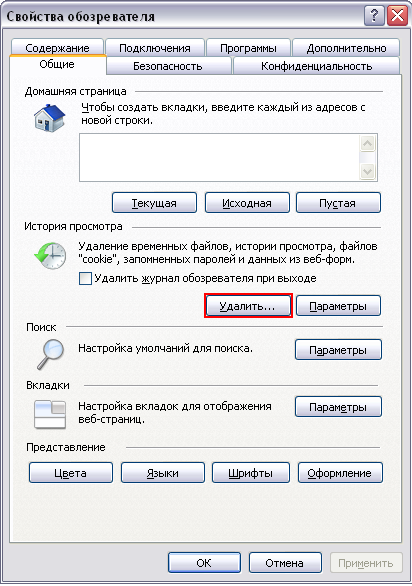 Свойства обозревателя
Содержание Подключения Программы Дополнительно
Общие Безопасность Конфиденциальность
Домашняя страница
Чтобы создать вкладки, введите каждый из адресов с
новой строки.
Текущая Исходная Пустая
История просмотра
Удаление временных файлов, истории просмотра, файлов
"cookie", запомненных паролей и данных из веб-форм.
Удалить журнал обозревателя при выходе
Удалить... Параметры
Поиск
Настройка умолчаний для поиска. Параметры
Вкладки
Настройка вкладок для отображения
веб-страниц. Параметры
Представление
Цвета Языки Шрифты Оформление
ОК Отмена Применить